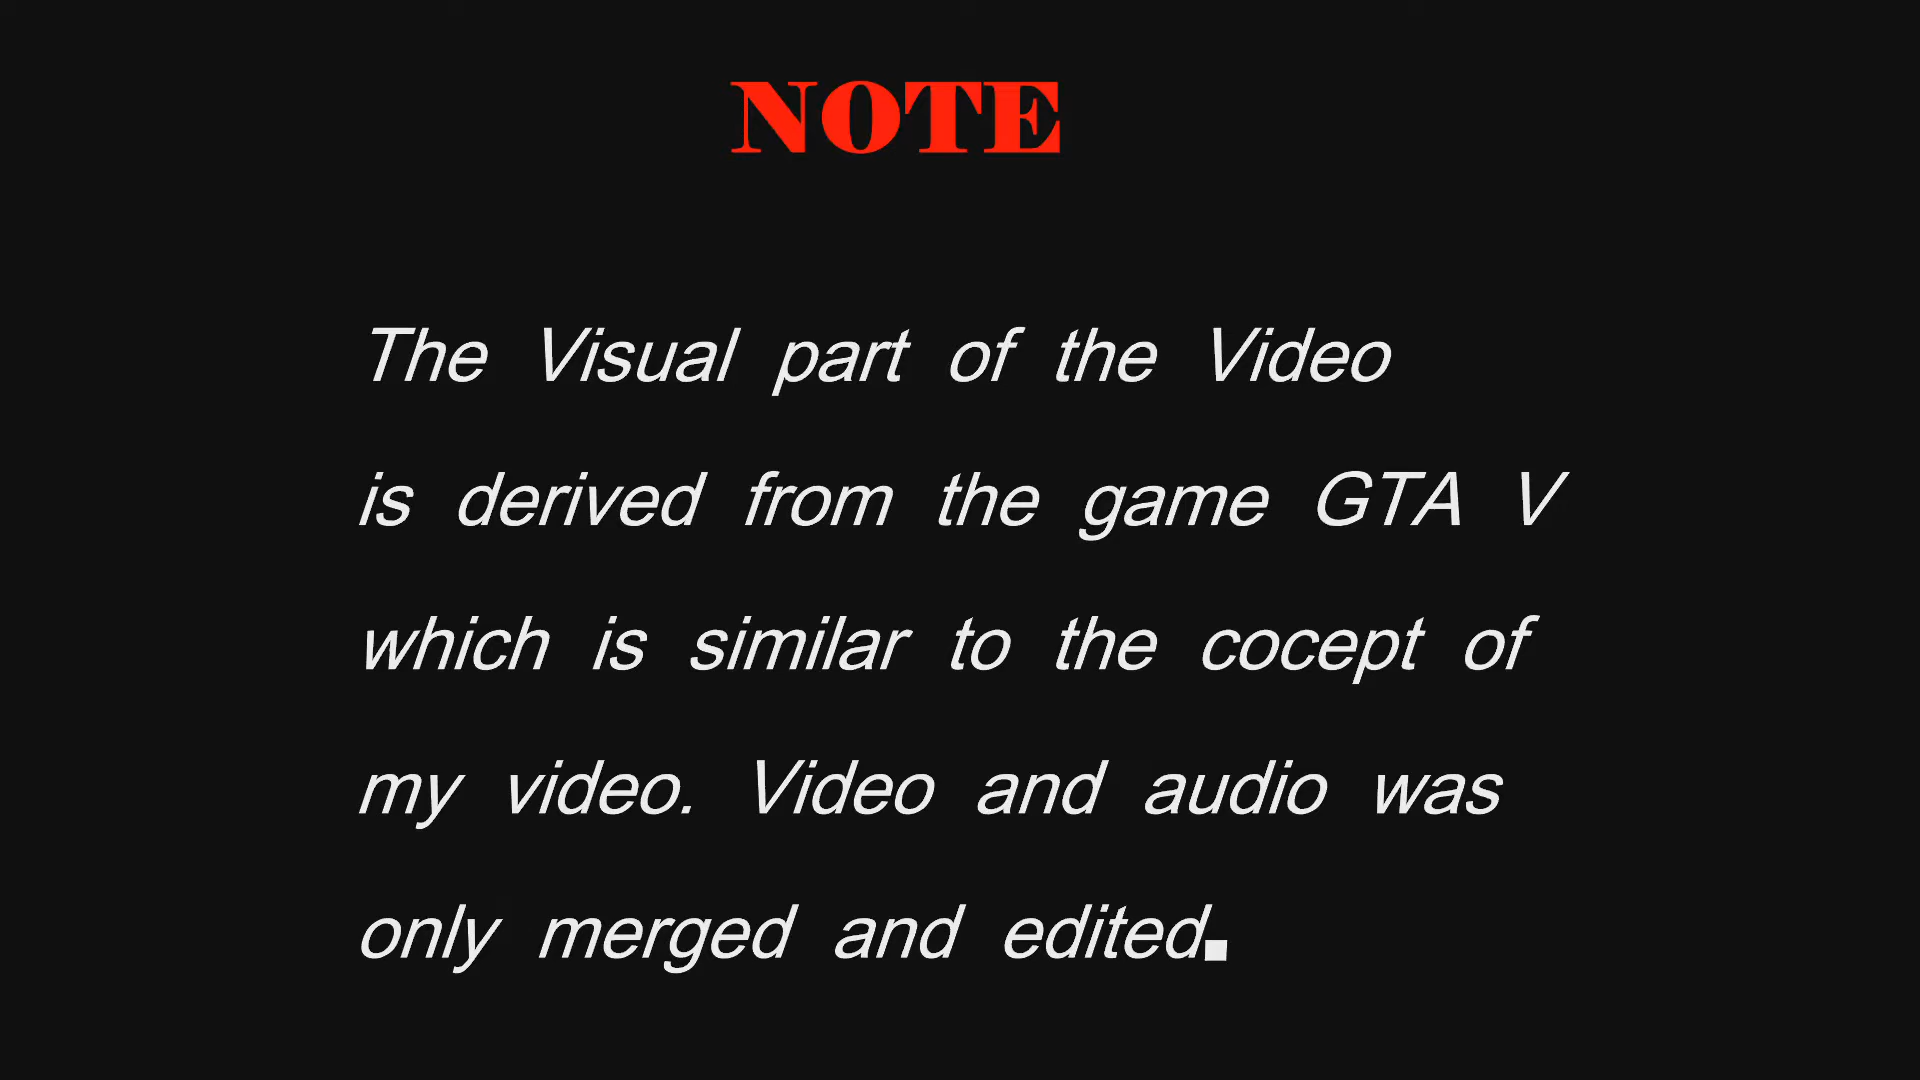 NOTE
The Visual part of the Video
is derived from the game GTA V
which is similar to the cocept of
my video. Video and audio was
only merged and edited.